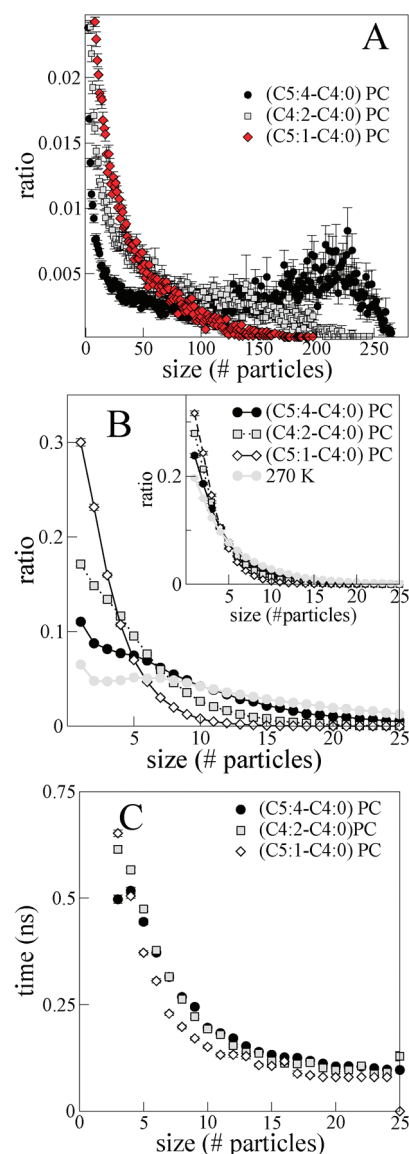 A
0.02
0.015
0.01
0.005
ratio
(C5:4-C4:0) PC
(C4:2-C4:0) PC
(C5:1-C4:0) PC
0 50 100 150 200 250
size (# particles)
B
0.3
0.2
0.1
0
ratio
(C5:4-C4:0) PC
(C4:2-C4:0) PC
(C5:1-C4:0) PC
270 K
0.2
0
ratio
5 10 15 20 25
size (#particles)
5 10 15 20 25
size (# particles)
C
0.75
0.5
0.25
0
time (ns)
(C5:4-C4:0) PC
(C4:2-C4:0)PC
(C5:1-C4:0) PC
0 5 10 15 20 25
size (# particles)